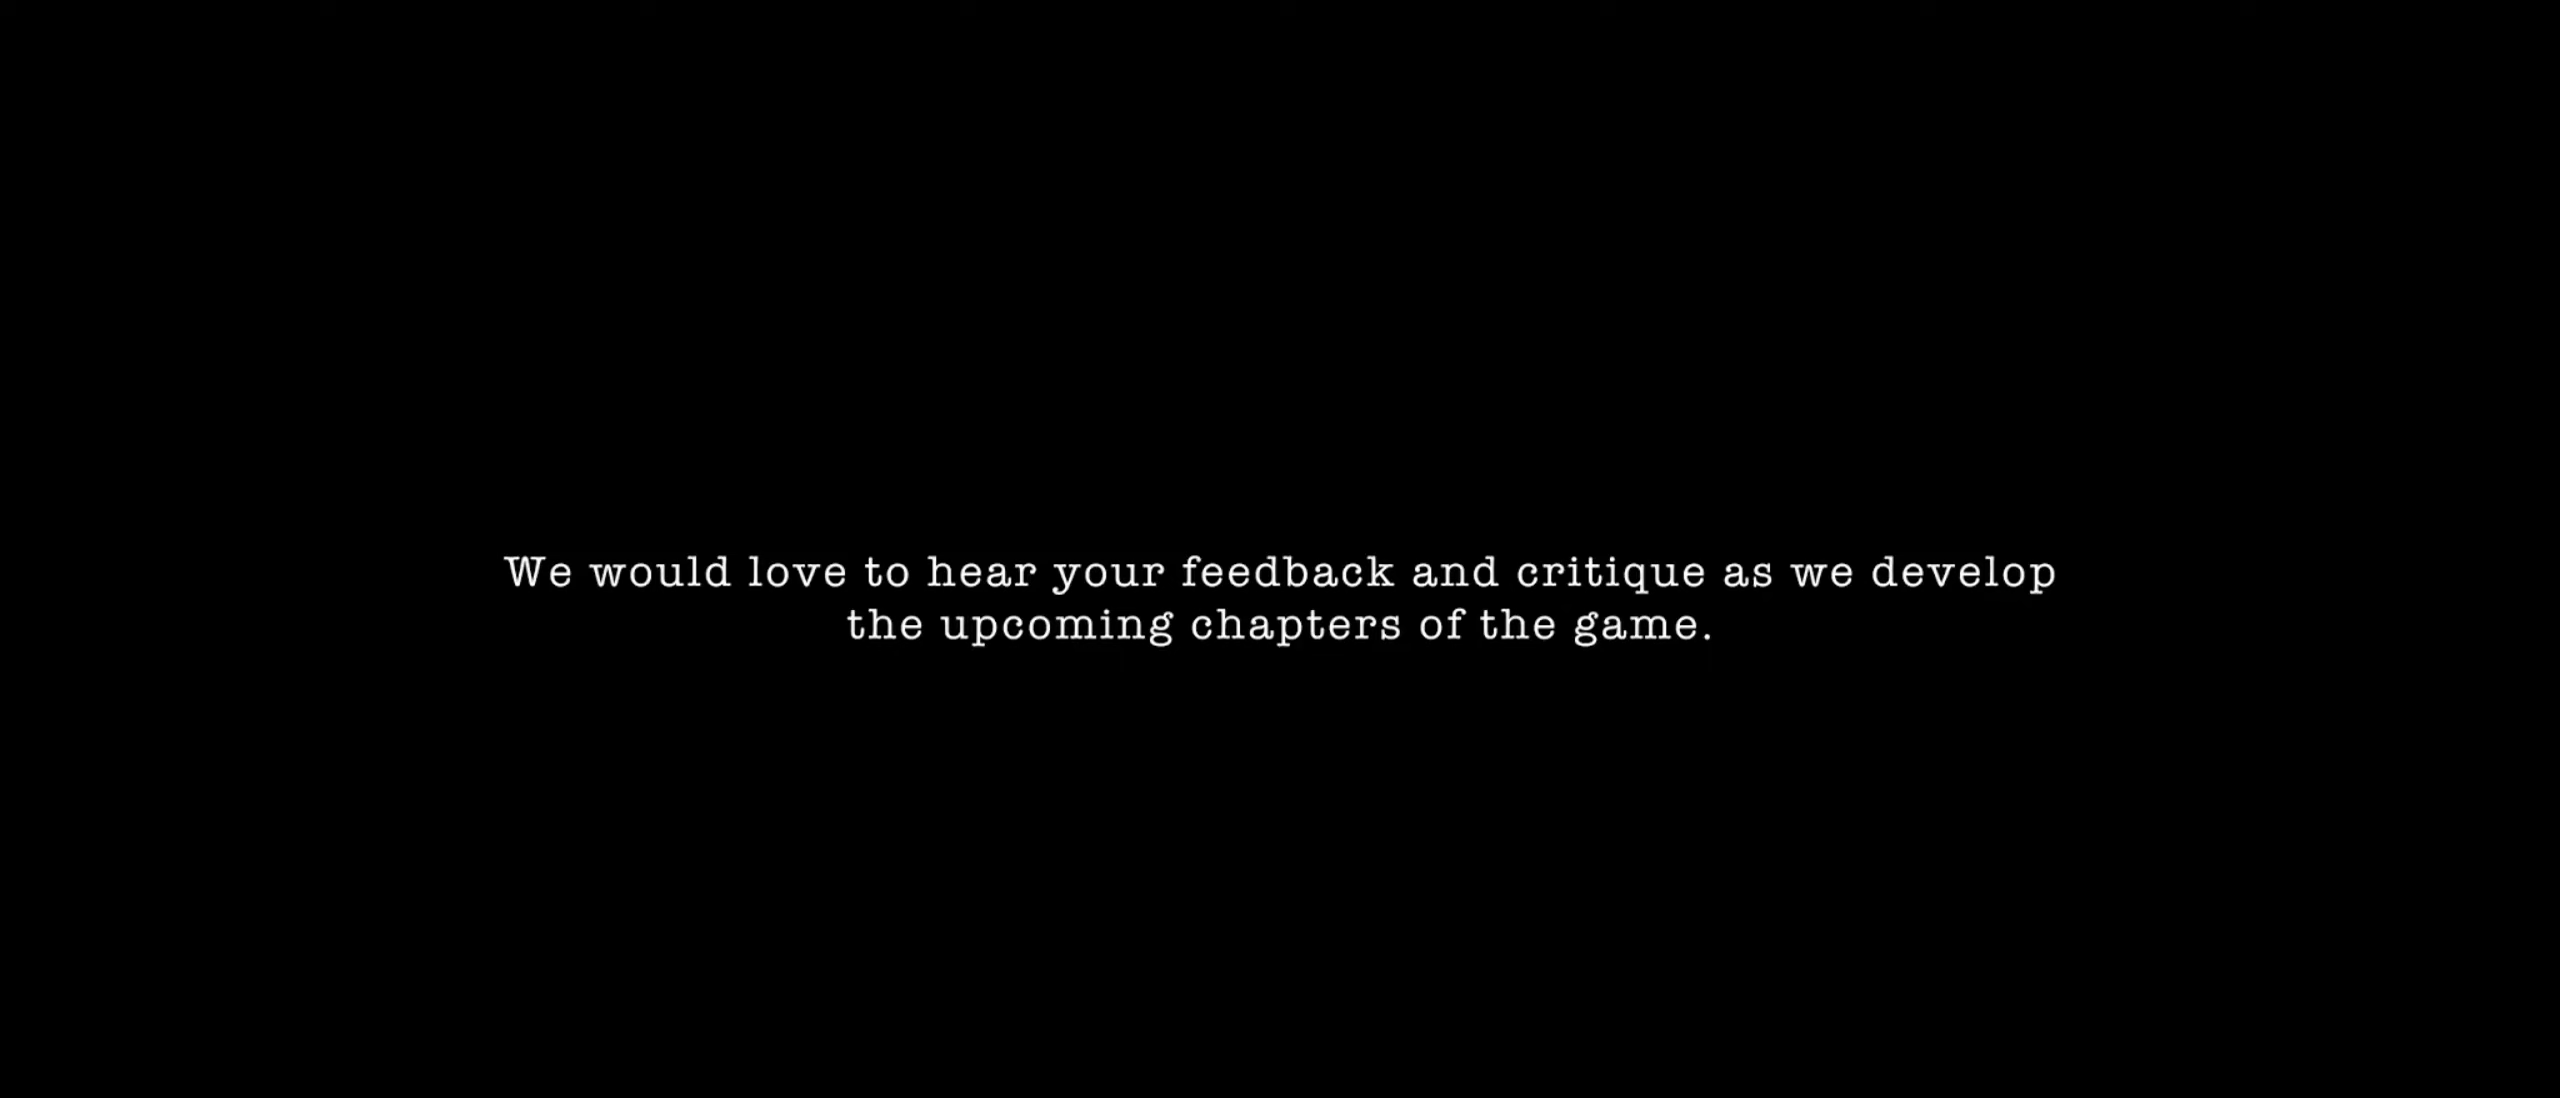 We would love to hear your feedback and critique as we develop
the upcoming chapters of the game.